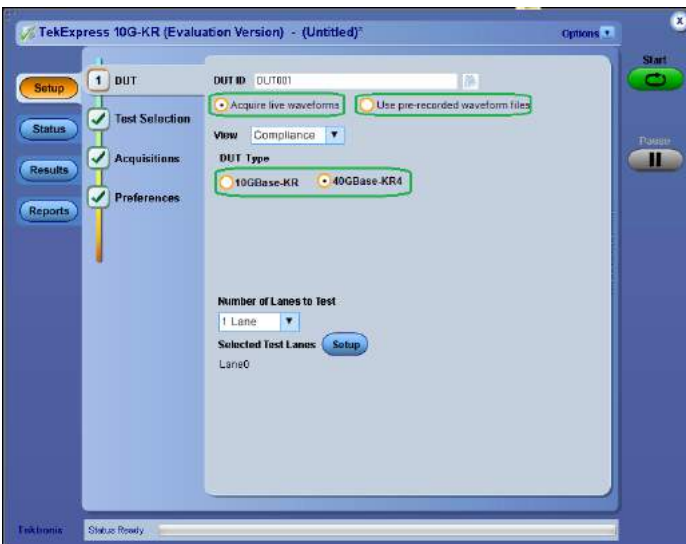 TekExpress 10G-KR (Evaluation Version) - (Untitled)*
Options
x
Start
Setup
1 DUT
DUT ID DUT001
Acquire live waveforms
Use pre-recorded waveform files
Status
Test Selection
View Compliance
Pause
Acquisitions
DUT Type
Results
10GBase-KR
40GBase-KR4
Preferences
Reports
Number of Lanes to Test
1 Lane
Selected Test Lanes Setup
Lane0
Tektronix
Status Ready